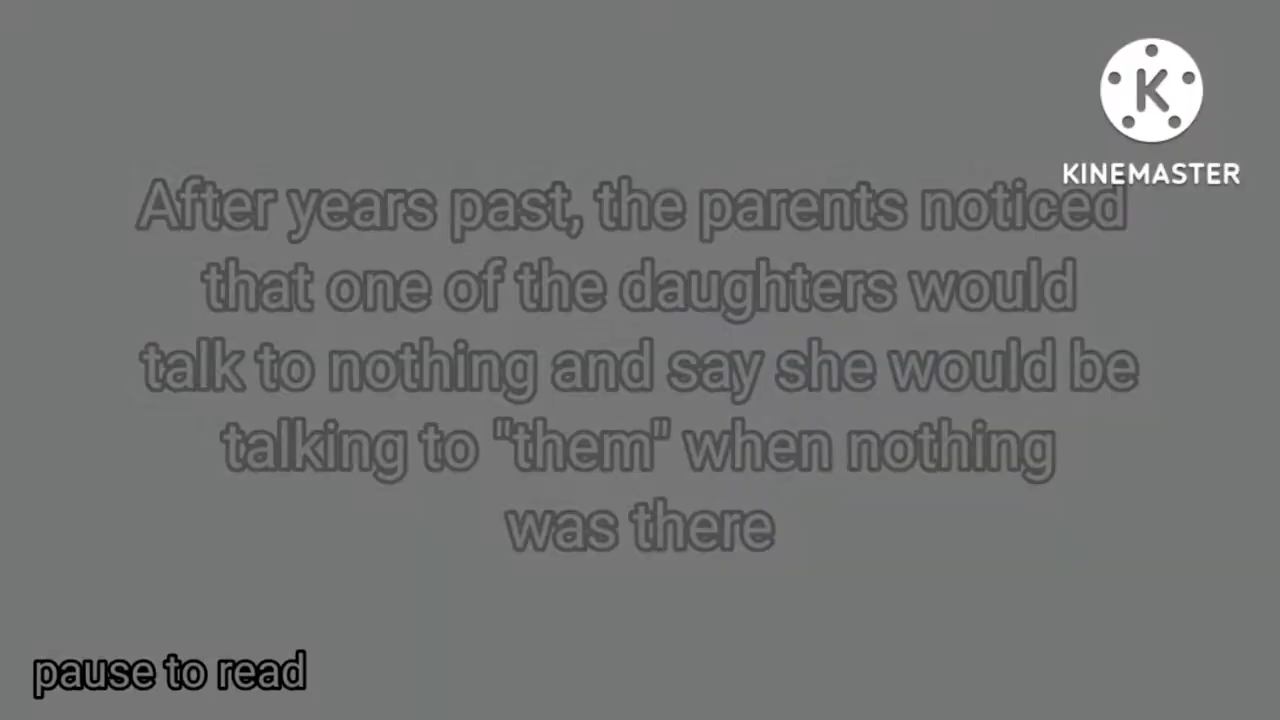 K
KINEMASTER
After years past, the parents noticed
that one of the daughters would
talk to nothing and say she would be
talking to "them" when nothing
was there
pause to read